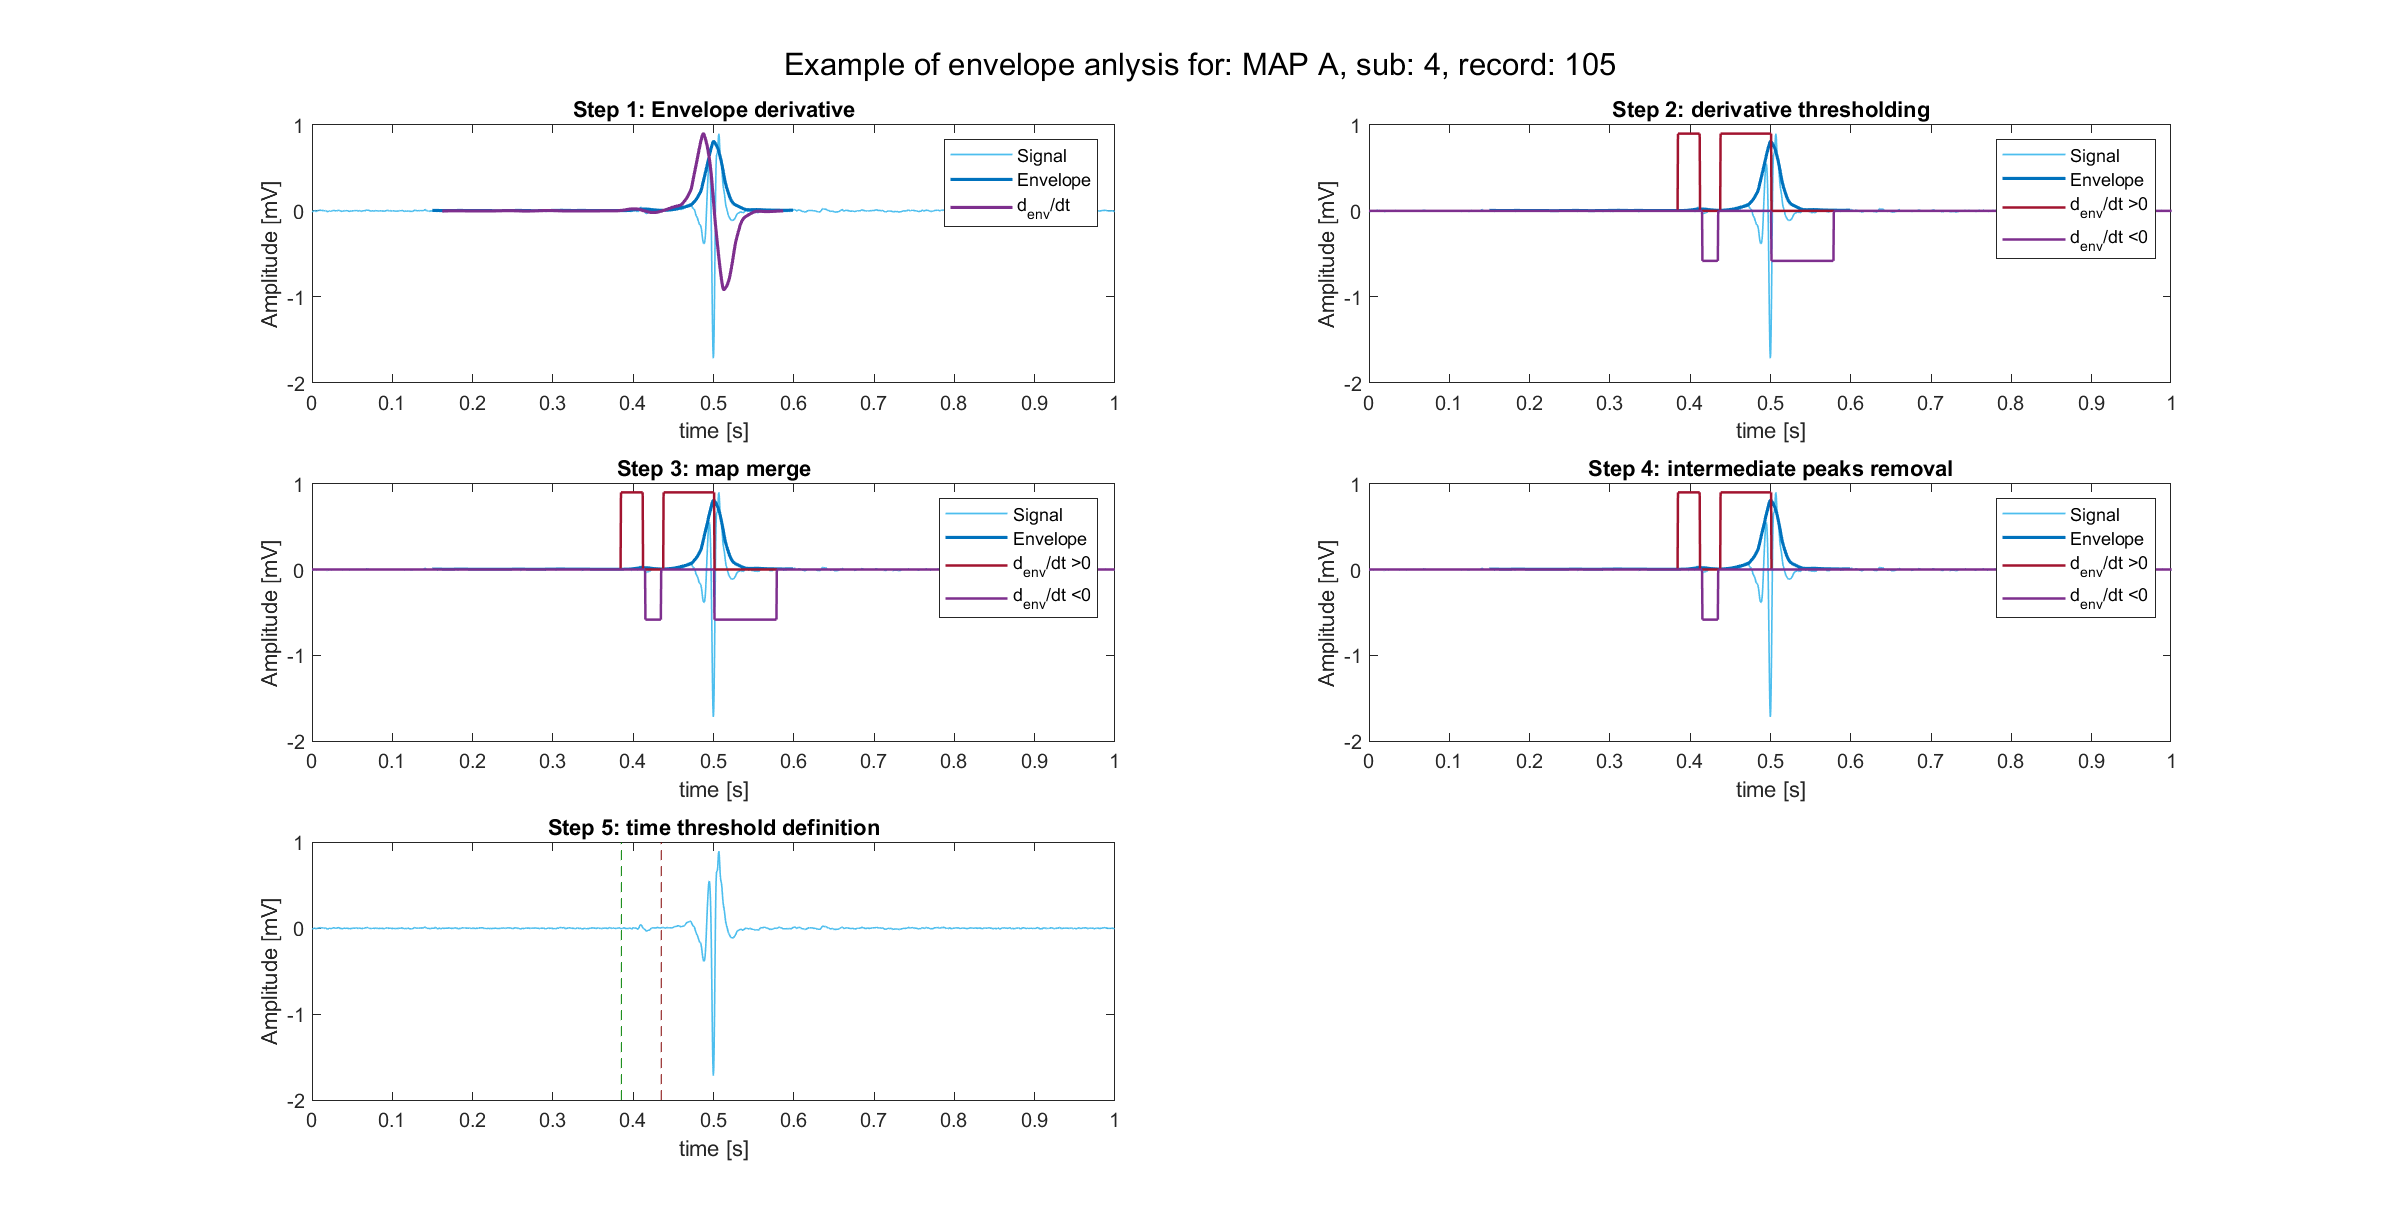 Example of envelope anlysis for: MAP A, sub: 4, record: 105
Step 1: Envelope derivative
1
0
-1
-2
Amplitude [mV]
Signal
Envelope
d_env/dt
0 0.1 0.2 0.3 0.4 0.5 0.6 0.7 0.8 0.9 1
time [s]
Step 2: derivative thresholding
1
0
-1
-2
Amplitude [mV]
Signal
Envelope
d_env/dt >0
d_env/dt <0
0 0.1 0.2 0.3 0.4 0.5 0.6 0.7 0.8 0.9 1
time [s]
Step 3: map merge
1
0
-1
-2
Amplitude [mV]
Signal
Envelope
d_env/dt >0
d_env/dt <0
0 0.1 0.2 0.3 0.4 0.5 0.6 0.7 0.8 0.9 1
time [s]
Step 4: intermediate peaks removal
1
0
-1
-2
Amplitude [mV]
Signal
Envelope
d_env/dt >0
d_env/dt <0
0 0.1 0.2 0.3 0.4 0.5 0.6 0.7 0.8 0.9 1
time [s]
Step 5: time threshold definition
1
0
-1
-2
Amplitude [mV]
0 0.1 0.2 0.3 0.4 0.5 0.6 0.7 0.8 0.9 1
time [s]